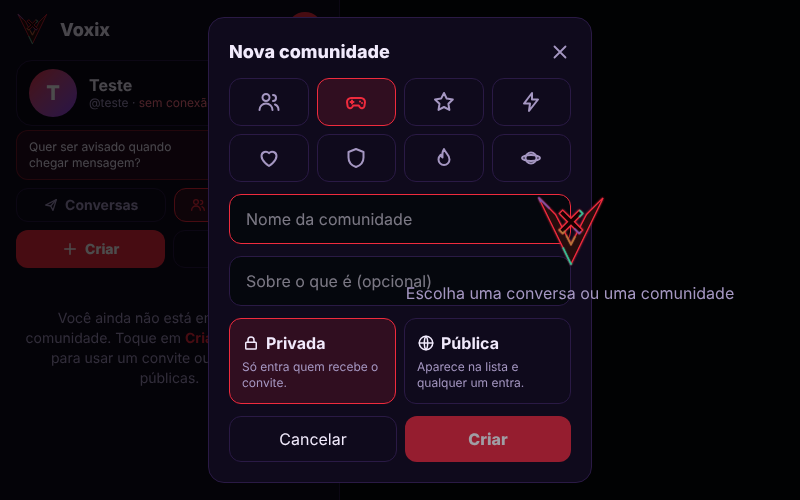 Voxix
T
Teste
@teste · sem conexã
Quer ser avisado quando
chegar mensagem?
Conversas
Criar
Você ainda não está er
comunidade. Toque em Cria
para usar um convite ou
públicas.
Nova comunidade
Nome da comunidade
Sobre o que é (opcional)
Escolha uma conversa ou uma comunidade
Privada
Só entra quem recebe o
convite.
Pública
Aparece na lista e
qualquer um entra.
Cancelar
Criar